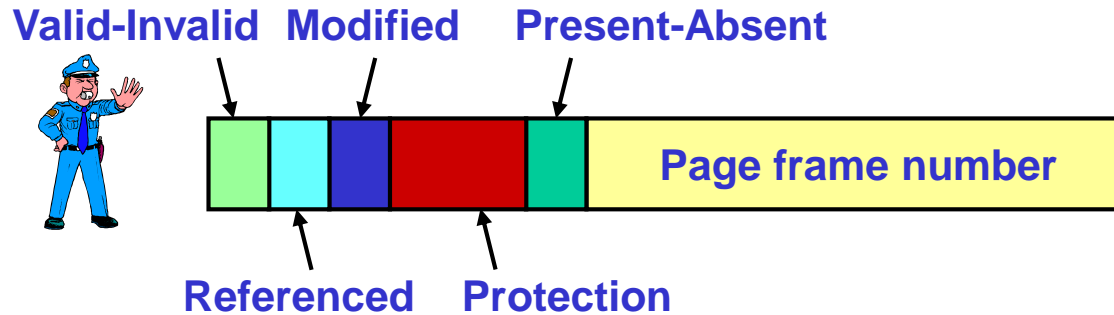 Valid-Invalid Modified Present-Absent
Page frame number
Referenced Protection